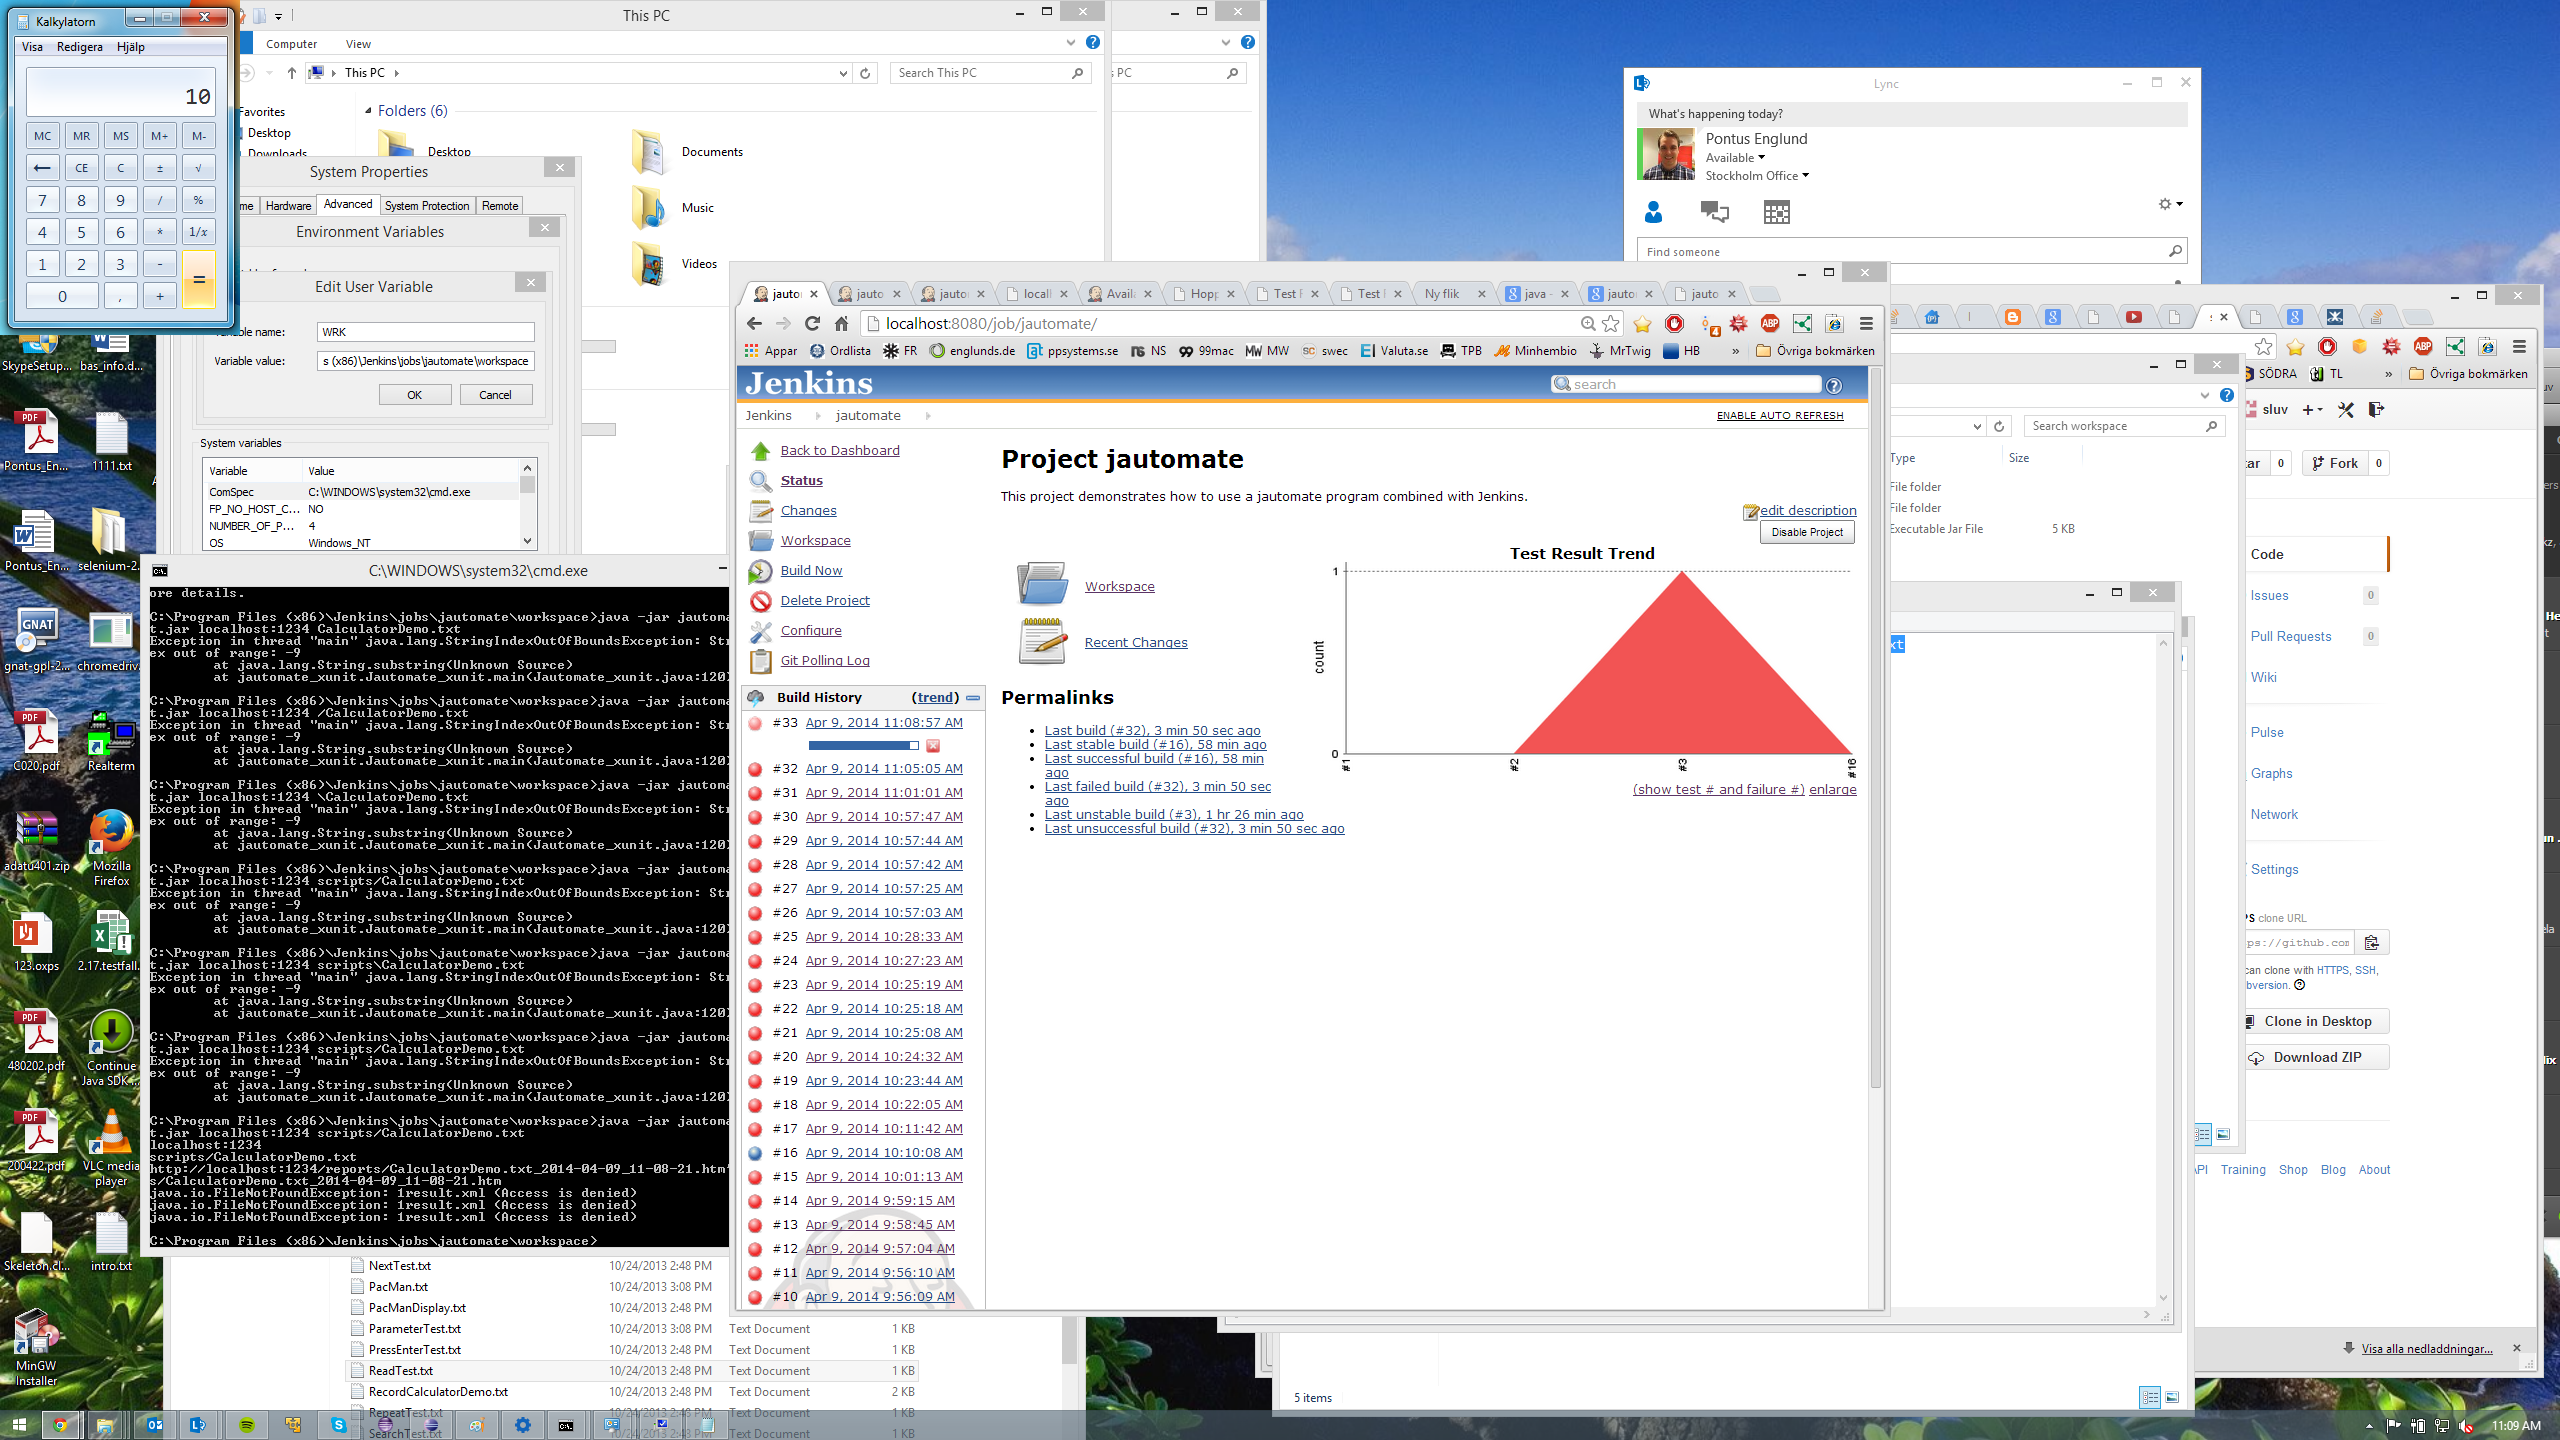 Kalkylatorn
Visa Redigera Hjälp
10
MC MR MS M+ M-
← CE C ± √
7 8 9 / %
4 5 6 * 1/x
1 2 3 - =
0 , +
This PC
Computer View
This PC
Search This PC
Favorites
Desktop
Downloads
Folders (6)
Desktop
Documents
Music
Videos
System Properties
Hardware Advanced System Protection Remote
Environment Variables
Edit User Variable
WRK
Variable value: s (x86)\Jenkins\jobs\jautomate\workspace
OK Cancel
System variables
Variable Value
ComSpec C:\WINDOWS\system32\cmd.exe
FP_NO_HOST_C... NO
NUMBER_OF_P... 4
OS Windows_NT
Lync
What's happening today?
Pontus Englund
Available
Stockholm Office
Find someone
SkypeSetup...
bas_info.d...
Pontus_En...
1111.txt
Pontus_En...
selenium-2.
gnat-gpl-2...
chromedriv.
C020.pdf
Realterm
adatu401.zip
Mozilla
Firefox
123.oxps
2.17.testfall.
480202.pdf
Continue
Java SDK ...
200422.pdf
VLC media
player
Skeleton.cl...
intro.txt
MinGW
Installer
C:\WINDOWS\system32\cmd.exe
ore details.
C:\Program Files (x86)\Jenkins\jobs\jautomate\workspace>java -jar jautoma
t.jar localhost:1234 CalculatorDemo.txt
Exception in thread "main" java.lang.StringIndexOutOfBoundsException: Str
ex out of range: -9
at java.lang.String.substring(Unknown Source)
at jautomate_xunit.Jautomate_xunit.main(Jautomate_xunit.java:120)
C:\Program Files (x86)\Jenkins\jobs\jautomate\workspace>java -jar jautoma
t.jar localhost:1234 /CalculatorDemo.txt
Exception in thread "main" java.lang.StringIndexOutOfBoundsException: Str
ex out of range: -9
at java.lang.String.substring(Unknown Source)
at jautomate_xunit.Jautomate_xunit.main(Jautomate_xunit.java:120)
C:\Program Files (x86)\Jenkins\jobs\jautomate\workspace>java -jar jautoma
t.jar localhost:1234 \CalculatorDemo.txt
Exception in thread "main" java.lang.StringIndexOutOfBoundsException: Str
ex out of range: -9
at java.lang.String.substring(Unknown Source)
at jautomate_xunit.Jautomate_xunit.main(Jautomate_xunit.java:120)
C:\Program Files (x86)\Jenkins\jobs\jautomate\workspace>java -jar jautoma
t.jar localhost:1234 scripts/CalculatorDemo.txt
Exception in thread "main" java.lang.StringIndexOutOfBoundsException: Str
ex out of range: -9
at java.lang.String.substring(Unknown Source)
at jautomate_xunit.Jautomate_xunit.main(Jautomate_xunit.java:120)
C:\Program Files (x86)\Jenkins\jobs\jautomate\workspace>java -jar jautoma
t.jar localhost:1234 scripts\CalculatorDemo.txt
Exception in thread "main" java.lang.StringIndexOutOfBoundsException: Str
ex out of range: -9
at java.lang.String.substring(Unknown Source)
at jautomate_xunit.Jautomate_xunit.main(Jautomate_xunit.java:120)
C:\Program Files (x86)\Jenkins\jobs\jautomate\workspace>java -jar jautoma
t.jar localhost:1234 scripts/CalculatorDemo.txt
Exception in thread "main" java.lang.StringIndexOutOfBoundsException: Str
ex out of range: -9
at java.lang.String.substring(Unknown Source)
at jautomate_xunit.Jautomate_xunit.main(Jautomate_xunit.java:120)
C:\Program Files (x86)\Jenkins\jobs\jautomate\workspace>java -jar jautoma
t.jar localhost:1234 scripts/CalculatorDemo.txt
localhost:1234
scripts/CalculatorDemo.txt
http://localhost:1234/reports/CalculatorDemo.txt_2014-04-09_11-08-21.htm
s/CalculatorDemo.txt_2014-04-09_11-08-21.htm
java.io.FileNotFoundException: 1result.xml (Access is denied)
java.io.FileNotFoundException: 1result.xml (Access is denied)
java.io.FileNotFoundException: 1result.xml (Access is denied)
C:\Program Files (x86)\Jenkins\jobs\jautomate\workspace>
jauto jauto jauto locall Availa Hopp Test Test Ny flik java - jauto jauto
localhost:8080/job/jautomate/
Appar Ordlista FR englunds.de ppsystems.se NS 99mac MW swec Valuta.se TPB Minhembio MrTwig HB » Övriga bokmärken
Jenkins
search
Jenkins jautomate
ENABLE AUTO REFRESH
Back to Dashboard
Status
Changes
Workspace
Build Now
Delete Project
Configure
Git Polling Log
Build History (trend)
#33 Apr 9, 2014 11:08:57 AM
#32 Apr 9, 2014 11:05:05 AM
#31 Apr 9, 2014 11:01:01 AM
#30 Apr 9, 2014 10:57:47 AM
#29 Apr 9, 2014 10:57:44 AM
#28 Apr 9, 2014 10:57:42 AM
#27 Apr 9, 2014 10:57:25 AM
#26 Apr 9, 2014 10:57:03 AM
#25 Apr 9, 2014 10:28:33 AM
#24 Apr 9, 2014 10:27:23 AM
#23 Apr 9, 2014 10:25:19 AM
#22 Apr 9, 2014 10:25:18 AM
#21 Apr 9, 2014 10:25:08 AM
#20 Apr 9, 2014 10:24:32 AM
#19 Apr 9, 2014 10:23:44 AM
#18 Apr 9, 2014 10:22:05 AM
#17 Apr 9, 2014 10:11:42 AM
#16 Apr 9, 2014 10:10:08 AM
#15 Apr 9, 2014 10:01:13 AM
#14 Apr 9, 2014 9:59:15 AM
#13 Apr 9, 2014 9:58:45 AM
#12 Apr 9, 2014 9:57:04 AM
#11 Apr 9, 2014 9:56:10 AM
#10 Apr 9, 2014 9:56:09 AM
Project jautomate
This project demonstrates how to use a jautomate program combined with Jenkins.
edit description
Disable Project
Workspace
Recent Changes
Test Result Trend
count
1
0
#1 #2 #3 #16
(show test # and failure #) enlarge
Permalinks
Last build (#32), 3 min 50 sec ago
Last stable build (#16), 58 min ago
Last successful build (#16), 58 min
ago
Last failed build (#32), 3 min 50 sec
ago
Last unstable build (#3), 1 hr 26 min ago
Last unsuccessful build (#32), 3 min 50 sec ago
SÖDRA TL » Övriga bokmärken
sluv
Search workspace
Type Size
File folder
File folder
Executable Jar File 5 KB
0 Fork 0
Code
Issues 0
Pull Requests 0
Wiki
Pulse
Graphs
Network
Settings
clone URL
can clone with HTTPS, SSH,
Clone in Desktop
Download ZIP
API Training Shop Blog About
Visa alla nedladdningar...
NextTest.txt 10/24/2013 2:48 PM
PacMan.txt 10/24/2013 3:08 PM
PacManDisplay.txt 10/24/2013 2:48 PM
ParameterTest.txt 10/24/2013 3:08 PM Text Document 1 KB
PressEnterTest.txt 10/24/2013 2:48 PM Text Document 1 KB
ReadTest.txt 10/24/2013 2:48 PM Text Document 1 KB
RecordCalculatorDemo.txt 10/24/2013 2:48 PM Text Document 2 KB
RepeatTest.txt 10/24/2013 2:48 PM Text Document 1 KB
SearchTest.txt 10/24/2013 2:48 PM Text Document 1 KB
5 items
11:09 AM